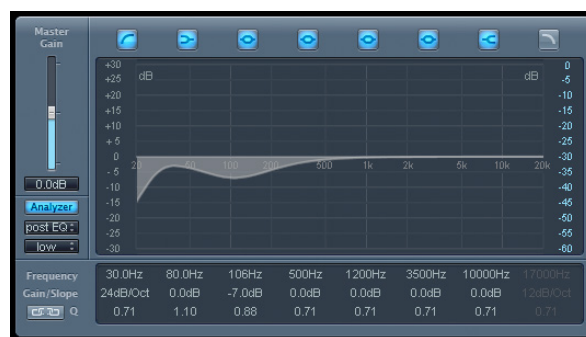 Master
Gain
+30 dB dB 0
+25 -5
+20 -10
+15 -15
+10 -20
+5 -25
0 -30
20 50 100 200 500 1k 2k 5k 10k 20k
-5 -35
-10 -40
-15 -45
-20 -50
-25 -55
-30 -60
0.0dB
Analyzer
post EQ
low
Frequency 30.0Hz 80.0Hz 106Hz 500Hz 1200Hz 3500Hz 10000Hz 17000Hz
Gain/Slope 24dB/Oct 0.0dB -7.0dB 0.0dB 0.0dB 0.0dB 0.0dB 12dB/Oct
Q 0.71 1.10 0.88 0.71 0.71 0.71 0.71 0.71